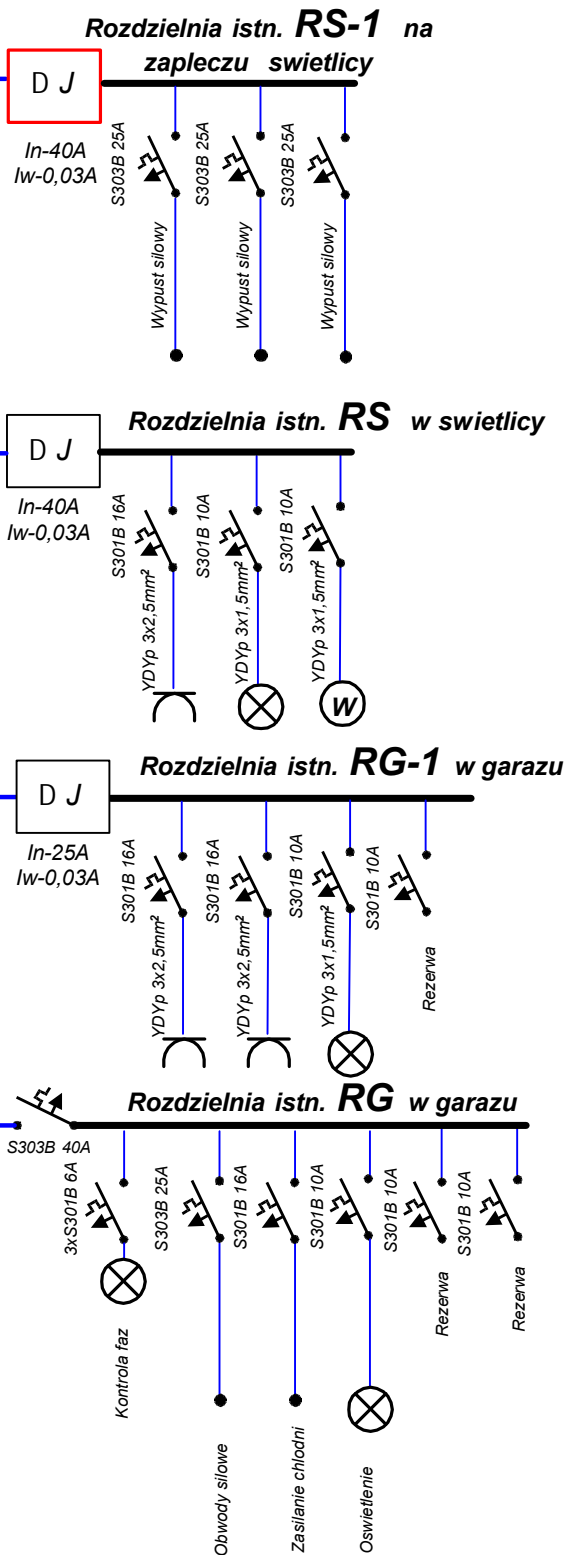 Rozdzielnia istn. RS-1 na
zapleczu swietlicy
D J
In-40A
Iw-0,03A
S303B 25A
S303B 25A
S303B 25A
Wypust silowy
Wypust silowy
Wypust silowy
Rozdzielnia istn. RS w swietlicy
D J
In-40A
Iw-0,03A
S301B 16A
S301B 10A
S301B 10A
YDYp 3x2,5mm²
YDYp 3x1,5mm²
YDYp 3x1,5mm²
W
Rozdzielnia istn. RG-1 w garazu
D J
In-25A
Iw-0,03A
S301B 16A
S301B 16A
S301B 10A
S301B 10A
YDYp 3x2,5mm²
YDYp 3x2,5mm²
YDYp 3x1,5mm²
Rezerwa
Rozdzielnia istn. RG w garazu
S303B 40A
3xS301B 6A
S303B 25A
S301B 16A
S301B 10A
S301B 10A
S301B 10A
Kontrola faz
Obwody silowe
Zasilanie chlodni
Oswietlenie
Rezerwa
Rezerwa